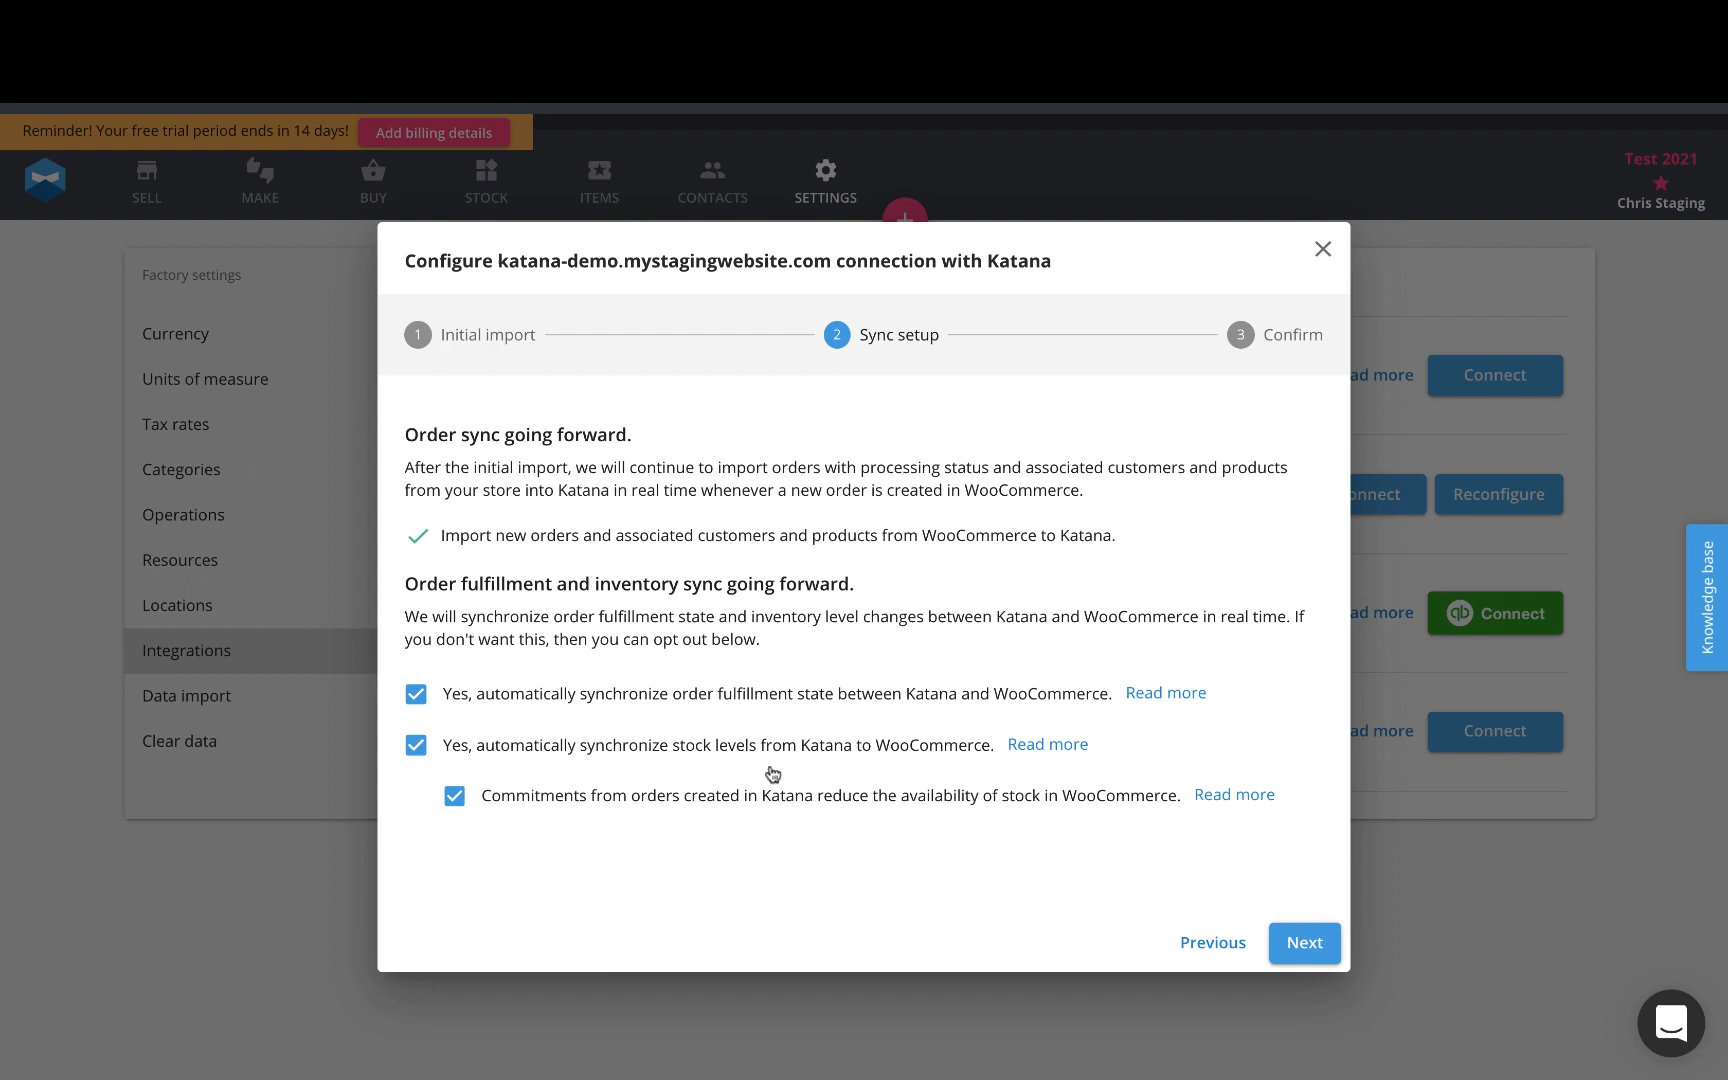 Reminder! Your free trial period ends in 14 days! Add billing details
SELL MAKE BUY STOCK ITEMS CONTACTS SETTINGS
Test 2021
Chris Staging
Factory settings
Currency
Units of measure
Tax rates
Categories
Operations
Resources
Locations
Integrations
Data import
Clear data
Configure katana-demo.mystagingwebsite.com connection with Katana
1 Initial import 2 Sync setup 3 Confirm
Order sync going forward.
After the initial import, we will continue to import orders with processing status and associated customers and products
from your store into Katana in real time whenever a new order is created in WooCommerce.
Import new orders and associated customers and products from WooCommerce to Katana.
Order fulfillment and inventory sync going forward.
We will synchronize order fulfillment state and inventory level changes between Katana and WooCommerce in real time. If
you don't want this, then you can opt out below.
Yes, automatically synchronize order fulfillment state between Katana and WooCommerce. Read more
Yes, automatically synchronize stock levels from Katana to WooCommerce. Read more
Commitments from orders created in Katana reduce the availability of stock in WooCommerce. Read more
Previous Next
ad more Connect
onnect Reconfigure
ad more qb Connect
ad more Connect
Knowledge base